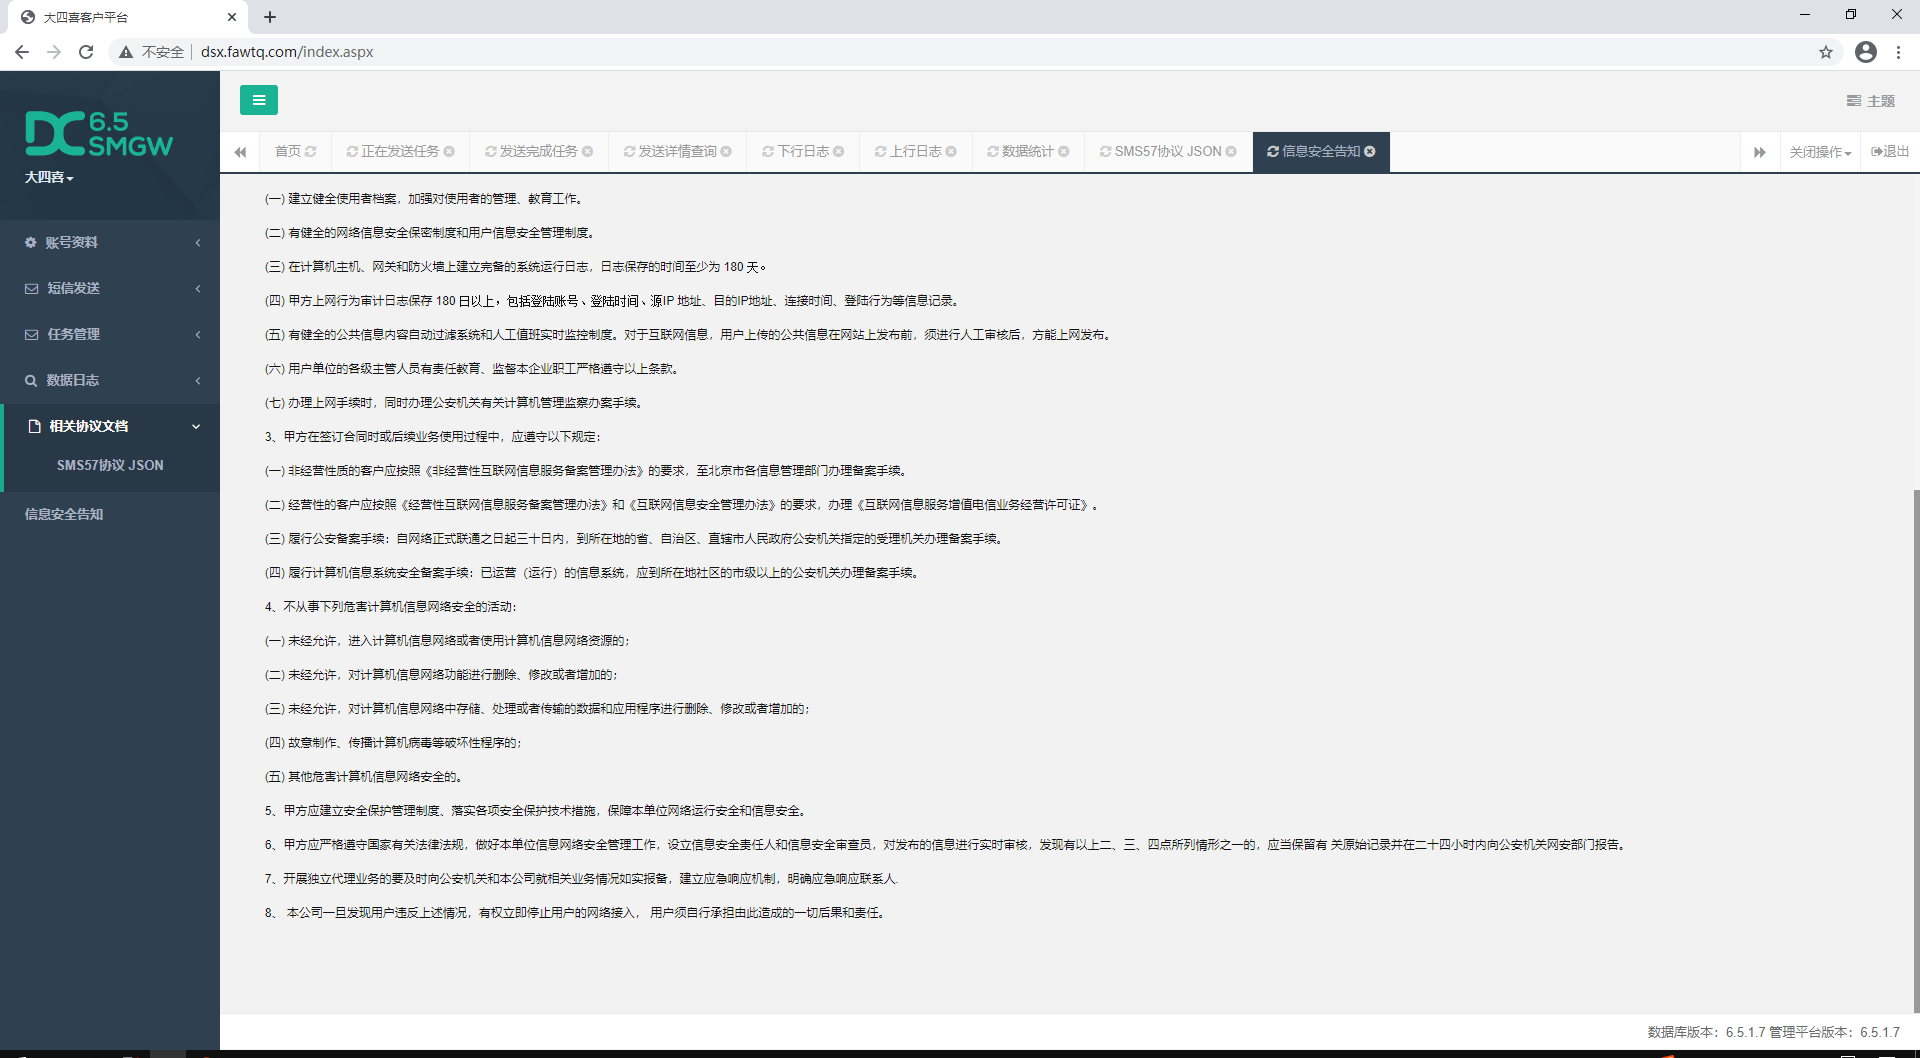 大四喜客户平台
不安全 dsx.fawtq.com/index.aspx
DC 6.5 SMGW
大四喜
主题
首页 正在发送任务 发送完成任务 发送详情查询 下行日志 上行日志 数据统计 SMS57协议 JSON 信息安全告知 关闭操作 退出
账号资料
短信发送
任务管理
数据日志
相关协议文档
SMS57协议 JSON
信息安全告知
(一) 建立健全使用者档案，加强对使用者的管理、教育工作。
(二) 有健全的网络信息安全保密制度和用户信息安全管理制度。
(三) 在计算机主机、网关和防火墙上建立完备的系统运行日志，日志保存的时间至少为 180 天。
(四) 甲方上网行为审计日志保存 180 日以上，包括登陆账号、登陆时间、源IP 地址、目的IP地址、连接时间、登陆行为等信息记录。
(五) 有健全的公共信息内容自动过滤系统和人工值班实时监控制度。对于互联网信息，用户上传的公共信息在网站上发布前，须进行人工审核后，方能上网发布。
(六) 用户单位的各级主管人员有责任教育、监督本企业职工严格遵守以上条款。
(七) 办理上网手续时，同时办理公安机关有关计算机管理监察办案手续。
3、甲方在签订合同时或后续业务使用过程中，应遵守以下规定：
(一) 非经营性质的客户应按照《非经营性互联网信息服务备案管理办法》的要求，至北京市各信息管理部门办理备案手续。
(二) 经营性的客户应按照《经营性互联网信息服务备案管理办法》和《互联网信息安全管理办法》的要求，办理《互联网信息服务增值电信业务经营许可证》。
(三) 履行公安备案手续：自网络正式联通之日起三十日内，到所在地的省、自治区、直辖市人民政府公安机关指定的受理机关办理备案手续。
(四) 履行计算机信息系统安全备案手续：已运营（运行）的信息系统，应到所在地社区的市级以上的公安机关办理备案手续。
4、不从事下列危害计算机信息网络安全的活动：
(一) 未经允许，进入计算机信息网络或者使用计算机信息网络资源的；
(二) 未经允许，对计算机信息网络功能进行删除、修改或者增加的；
(三) 未经允许，对计算机信息网络中存储、处理或者传输的数据和应用程序进行删除、修改或者增加的；
(四) 故意制作、传播计算机病毒等破坏性程序的；
(五) 其他危害计算机信息网络安全的。
5、甲方应建立安全保护管理制度、落实各项安全保护技术措施，保障本单位网络运行安全和信息安全。
6、甲方应严格遵守国家有关法律法规，做好本单位信息网络安全管理工作，设立信息安全责任人和信息安全审查员，对发布的信息进行实时审核，发现有以上二、三、四点所列情形之一的，应当保留有 关原始记录并在二十四小时内向公安机关网安部门报告。
7、开展独立代理业务的要及时向公安机关和本公司就相关业务情况如实报备，建立应急响应机制，明确应急响应联系人.
8、 本公司一旦发现用户违反上述情况，有权立即停止用户的网络接入， 用户须自行承担由此造成的一切后果和责任。
数据库版本：6.5.1.7 管理平台版本：6.5.1.7